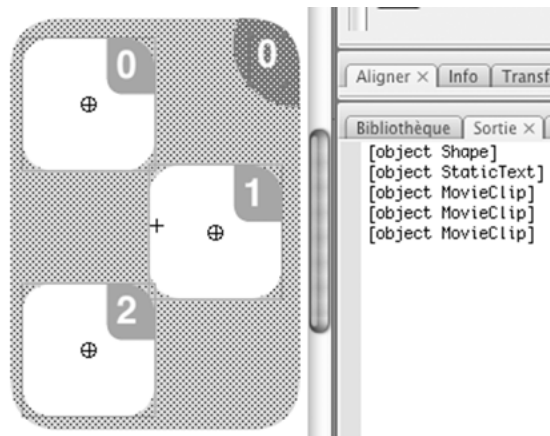 0
0
1
2
Aligner × Info Transf
Bibliothèque Sortie ×
[object Shape]
[object StaticText]
[object MovieClip]
[object MovieClip]
[object MovieClip]